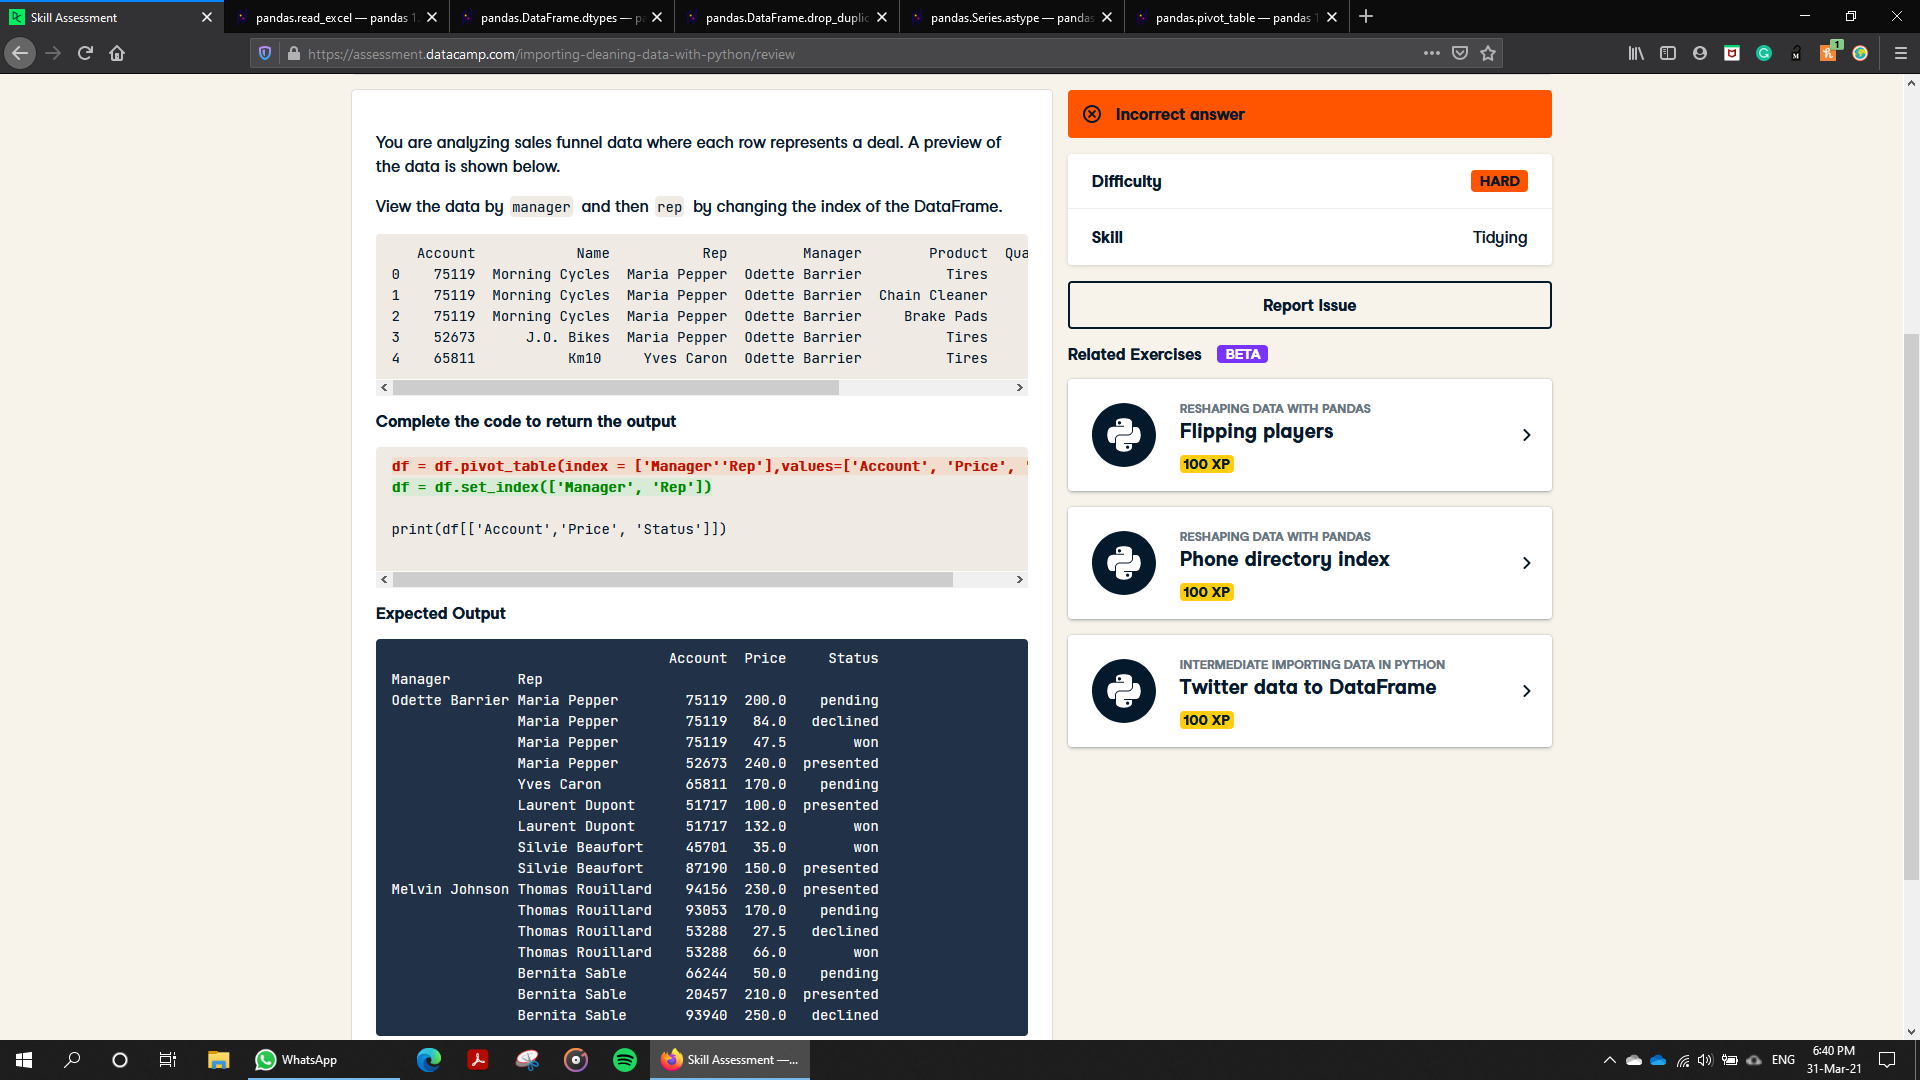 Skill Assessment
pandas.read_excel — pandas 1.
pandas.DataFrame.dtypes — pa
pandas.DataFrame.drop_duplic
pandas.Series.astype — pandas
pandas.pivot_table — pandas 1
https://assessment.datacamp.com/importing-cleaning-data-with-python/review
1
You are analyzing sales funnel data where each row represents a deal. A preview of
the data is shown below.
View the data by manager and then rep by changing the index of the DataFrame.
Account Name Rep Manager Product Qua
0 75119 Morning Cycles Maria Pepper Odette Barrier Tires
1 75119 Morning Cycles Maria Pepper Odette Barrier Chain Cleaner
2 75119 Morning Cycles Maria Pepper Odette Barrier Brake Pads
3 52673 J.O. Bikes Maria Pepper Odette Barrier Tires
4 65811 Km10 Yves Caron Odette Barrier Tires
Complete the code to return the output
df = df.pivot_table(index = ['Manager''Rep'],values=['Account', 'Price', '
df = df.set_index(['Manager', 'Rep'])
print(df[['Account','Price', 'Status']])
Expected Output
Account Price Status
Manager Rep
Odette Barrier Maria Pepper 75119 200.0 pending
Maria Pepper 75119 84.0 declined
Maria Pepper 75119 47.5 won
Maria Pepper 52673 240.0 presented
Yves Caron 65811 170.0 pending
Laurent Dupont 51717 100.0 presented
Laurent Dupont 51717 132.0 won
Silvie Beaufort 45701 35.0 won
Silvie Beaufort 87190 150.0 presented
Melvin Johnson Thomas Rouillard 94156 230.0 presented
Thomas Rouillard 93053 170.0 pending
Thomas Rouillard 53288 27.5 declined
Thomas Rouillard 53288 66.0 won
Bernita Sable 66244 50.0 pending
Bernita Sable 20457 210.0 presented
Bernita Sable 93940 250.0 declined
Incorrect answer
Difficulty HARD
Skill Tidying
Report Issue
Related Exercises BETA
RESHAPING DATA WITH PANDAS
Flipping players
100 XP
RESHAPING DATA WITH PANDAS
Phone directory index
100 XP
INTERMEDIATE IMPORTING DATA IN PYTHON
Twitter data to DataFrame
100 XP
WhatsApp
Skill Assessment —...
ENG
6:40 PM
31-Mar-21